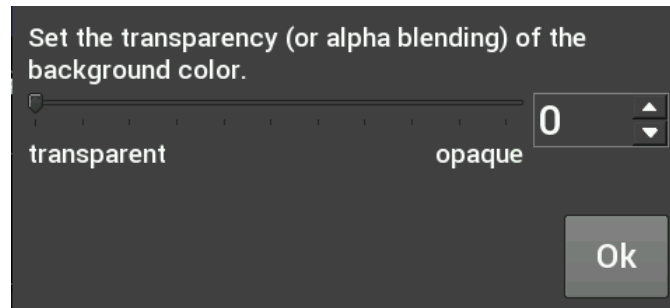 Set the transparency (or alpha blending) of the
background color.
0
transparent opaque
Ok